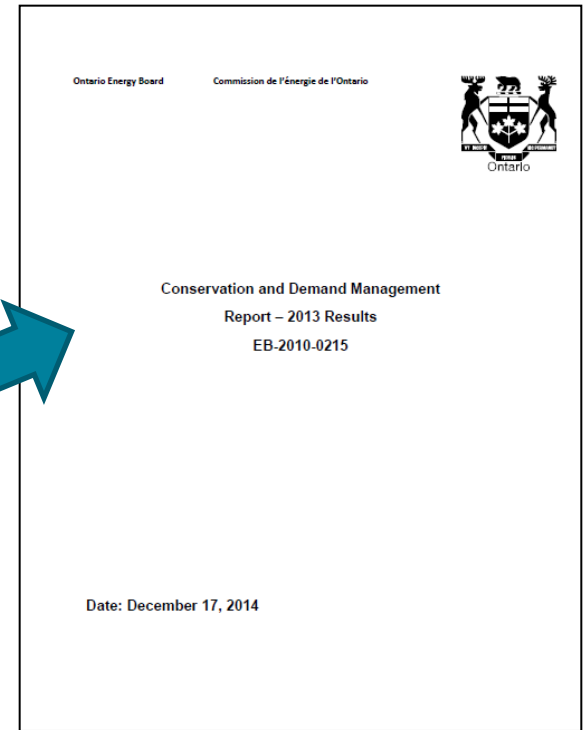 Ontario Energy Board Commission de l'énergie de l'Ontario
Ontario
Conservation and Demand Management
Report – 2013 Results
EB-2010-0215
Date: December 17, 2014